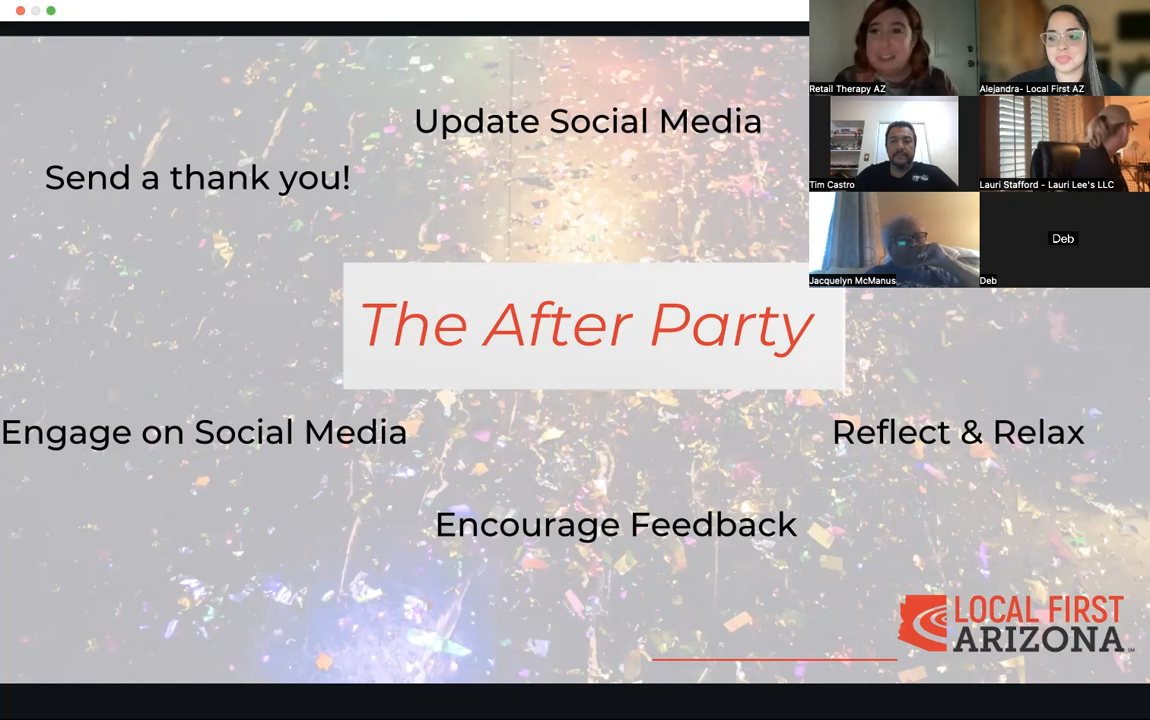 Update Social Media
Send a thank you!
The After Party
Engage on Social Media
Reflect & Relax
Encourage Feedback
LOCAL FIRST
ARIZONA
SM
Retail Therapy AZ
Alejandra- Local First AZ
Tim Castro
Lauri Stafford - Lauri Lee's LLC
Jacquelyn McManus
Deb
Deb